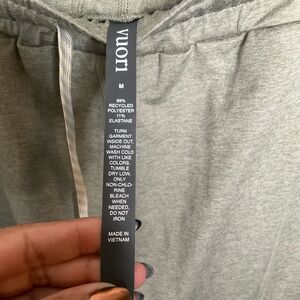 vuori
M
89%
RECYCLED
POLYESTER
11%
ELASTANE
TURN
GARMENT
INSIDE OUT,
MACHINE
WASH COLD
WITH LIKE
COLORS,
TUMBLE
DRY LOW,
ONLY
NON-CHLO-
RINE
BLEACH
WHEN
NEEDED,
DO NOT
IRON
MADE IN
VIETNAM